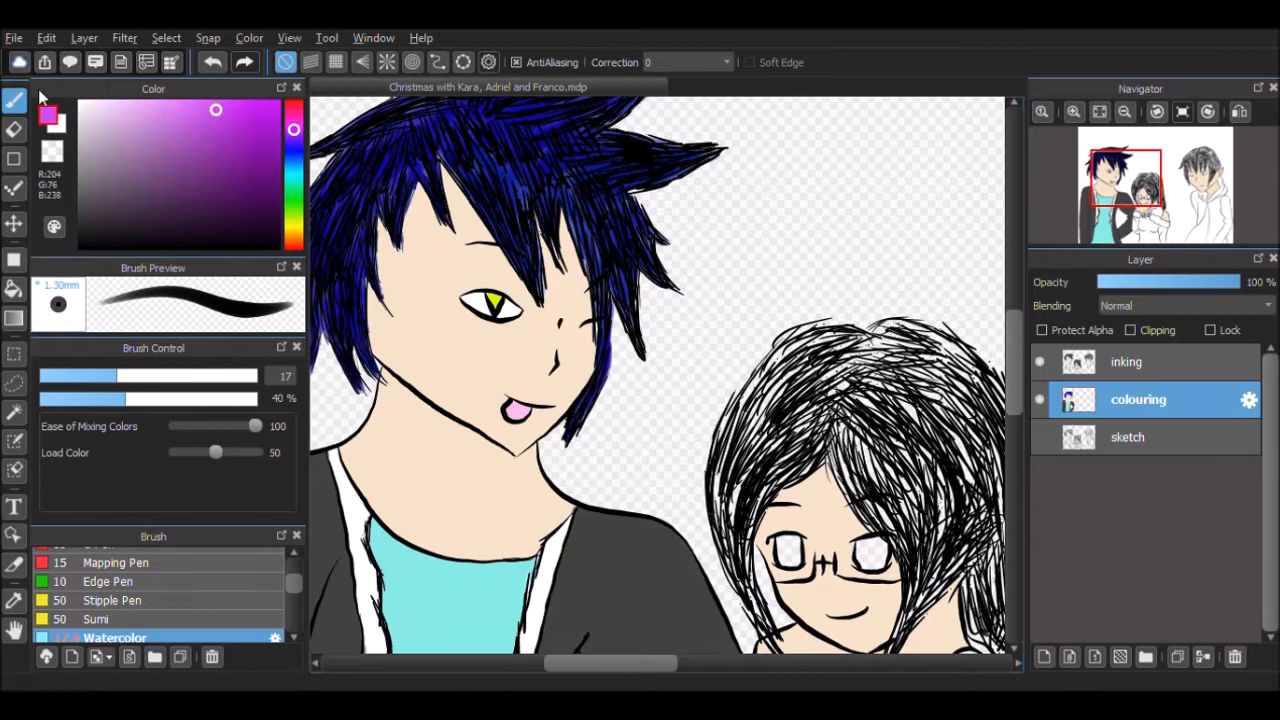 File Edit Layer Filter Select Snap Color View Tool Window Help
AntiAliasing Correction 0 Soft Edge
Color
Christmas with Kara, Adriel and Franco.mdp
Navigator
R:204
G:76
B:238
Brush Preview
* 1.30mm
Layer
Opacity 100 %
Blending Normal
Protect Alpha Clipping Lock
Brush Control
17
40 %
Ease of Mixing Colors 100
Load Color 50
inking
colouring
sketch
Brush
15 Mapping Pen
10 Edge Pen
50 Stipple Pen
50 Sumi
Watercolor